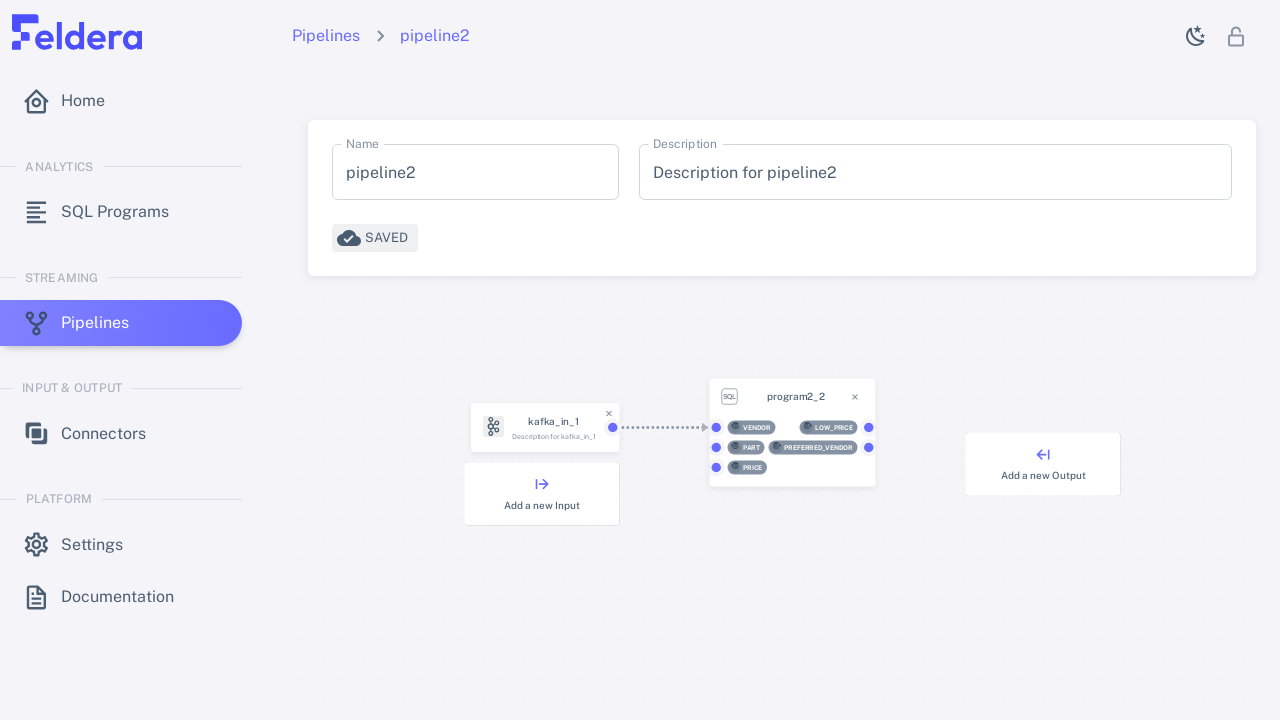 Feldera
Pipelines
pipeline2
Home
ANALYTICS
SQL Programs
STREAMING
Pipelines
INPUT & OUTPUT
Connectors
PLATFORM
Settings
Documentation
Name
pipeline2
Description
Description for pipeline2
SAVED
kafka_in_1
Description for kafka_in_1
Add a new Input
SQL
program2_2
VENDOR
LOW_PRICE
PART
PREFERRED_VENDOR
PRICE
Add a new Output